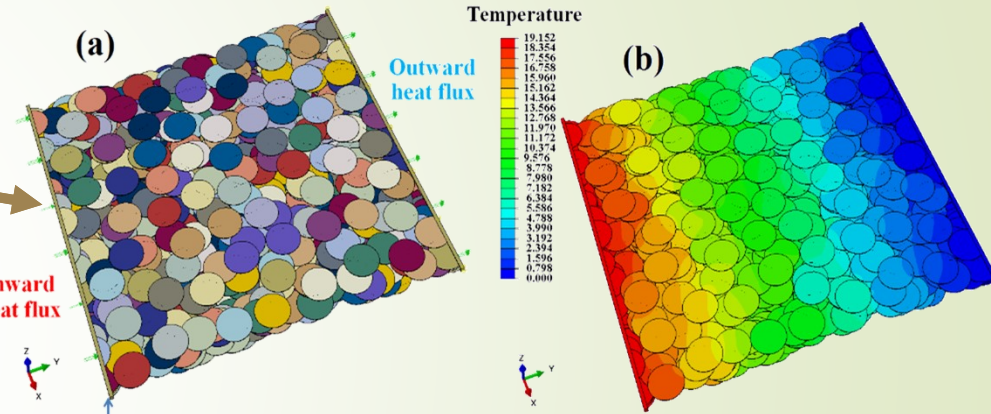 (a)
Outward
heat flux
nward
at flux
Z
Y
X
Temperature
19.152
18.354
17.556
16.758
15.960
15.162
14.364
13.566
12.768
11.970
11.172
10.374
9.576
8.778
7.980
7.182
6.384
5.586
4.788
3.990
3.192
2.394
1.596
0.798
0.000
(b)
Z
Y
X